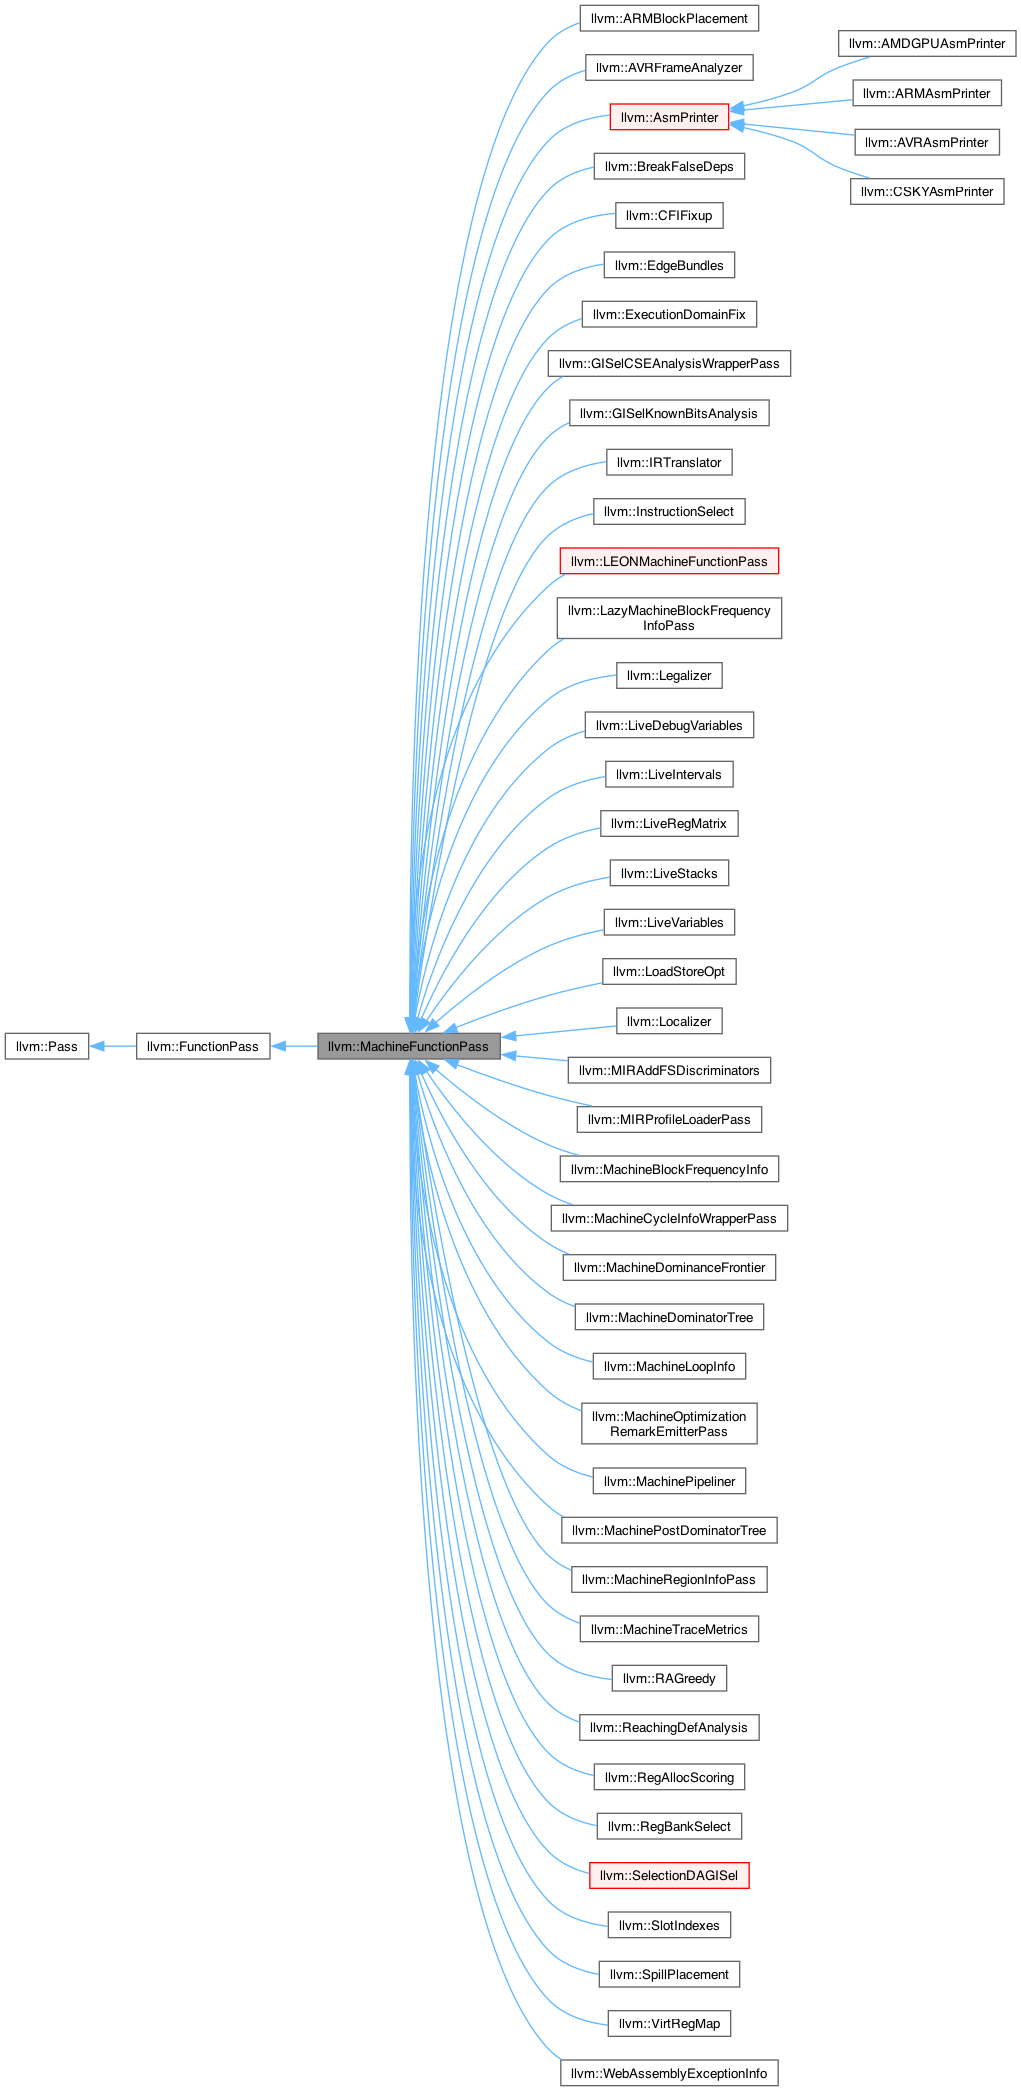 llvm::ARMBlockPlacement
llvm::AMDGPUAsmPrinter
llvm::AVRFrameAnalyzer
llvm::ARMAsmPrinter
llvm::AsmPrinter
llvm::AVRAsmPrinter
llvm::BreakFalseDeps
llvm::CSKYAsmPrinter
llvm::CFIFixup
llvm::EdgeBundles
llvm::ExecutionDomainFix
llvm::GISelCSEAnalysisWrapperPass
llvm::GISelKnownBitsAnalysis
llvm::IRTranslator
llvm::InstructionSelect
llvm::LEONMachineFunctionPass
llvm::LazyMachineBlockFrequency
InfoPass
llvm::Legalizer
llvm::LiveDebugVariables
llvm::LiveIntervals
llvm::LiveRegMatrix
llvm::LiveStacks
llvm::LiveVariables
llvm::LoadStoreOpt
llvm::Localizer
llvm::Pass
llvm::FunctionPass
llvm::MachineFunctionPass
llvm::MIRAddFSDiscriminators
llvm::MIRProfileLoaderPass
llvm::MachineBlockFrequencyInfo
llvm::MachineCycleInfoWrapperPass
llvm::MachineDominanceFrontier
llvm::MachineDominatorTree
llvm::MachineLoopInfo
llvm::MachineOptimization
RemarkEmitterPass
llvm::MachinePipeliner
llvm::MachinePostDominatorTree
llvm::MachineRegionInfoPass
llvm::MachineTraceMetrics
llvm::RAGreedy
llvm::ReachingDefAnalysis
llvm::RegAllocScoring
llvm::RegBankSelect
llvm::SelectionDAGISel
llvm::SlotIndexes
llvm::SpillPlacement
llvm::VirtRegMap
llvm::WebAssemblyExceptionInfo